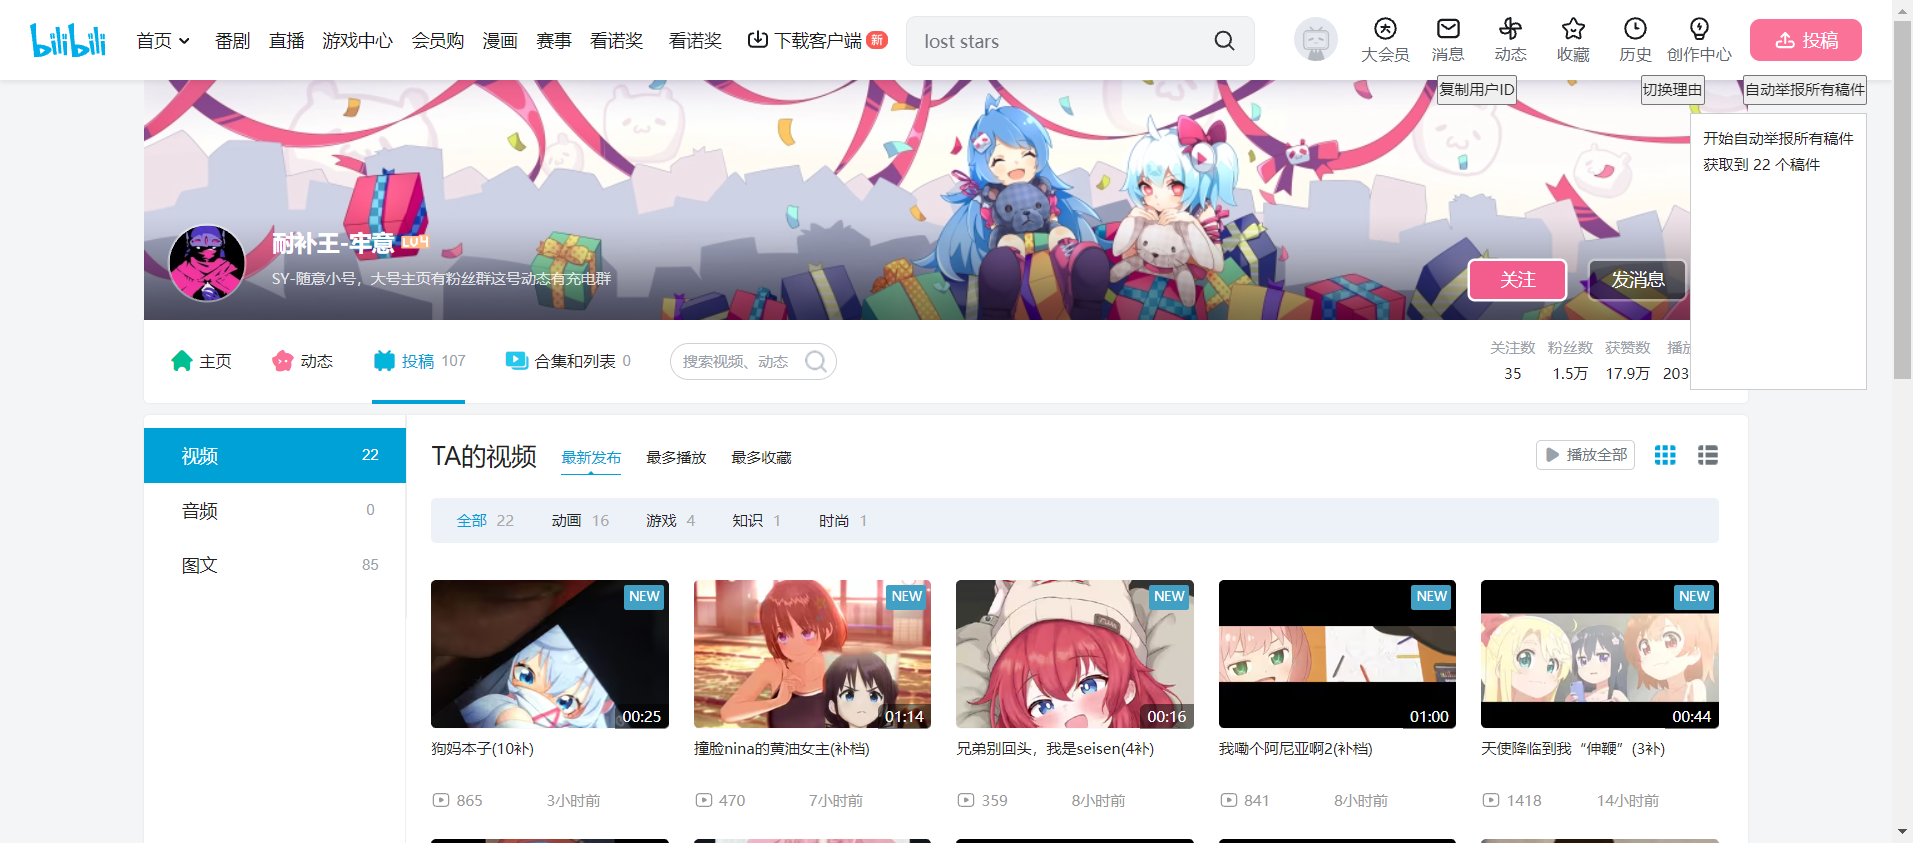 bilibili
首页
番剧
直播
游戏中心
会员购
漫画
赛事
看诺奖
看诺奖
下载客户端
新
lost stars
大会员
消息
动态
收藏
历史
创作中心
投稿
复制用户ID
切换理由
自动举报所有稿件
开始自动举报所有稿件
获取到 22 个稿件
耐补王-牢意 LV4
SY-随意小号，大号主页有粉丝群这号动态有充电群
关注
发消息
主页
动态
投稿 107
合集和列表 0
搜索视频、动态
关注数 粉丝数 获赞数 播放
35 1.5万 17.9万 203
视频 22
音频 0
图文 85
TA的视频
最新发布
最多播放
最多收藏
播放全部
全部 22
动画 16
游戏 4
知识 1
时尚 1
NEW
00:25
狗妈本子(10补)
865 3小时前
NEW
01:14
撞脸nina的黄油女主(补档)
470 7小时前
NEW
00:16
兄弟别回头，我是seisen(4补)
359 8小时前
NEW
01:00
我嘞个阿尼亚啊2(补档)
841 8小时前
NEW
00:44
天使降临到我“伸鞭”(3补)
1418 14小时前